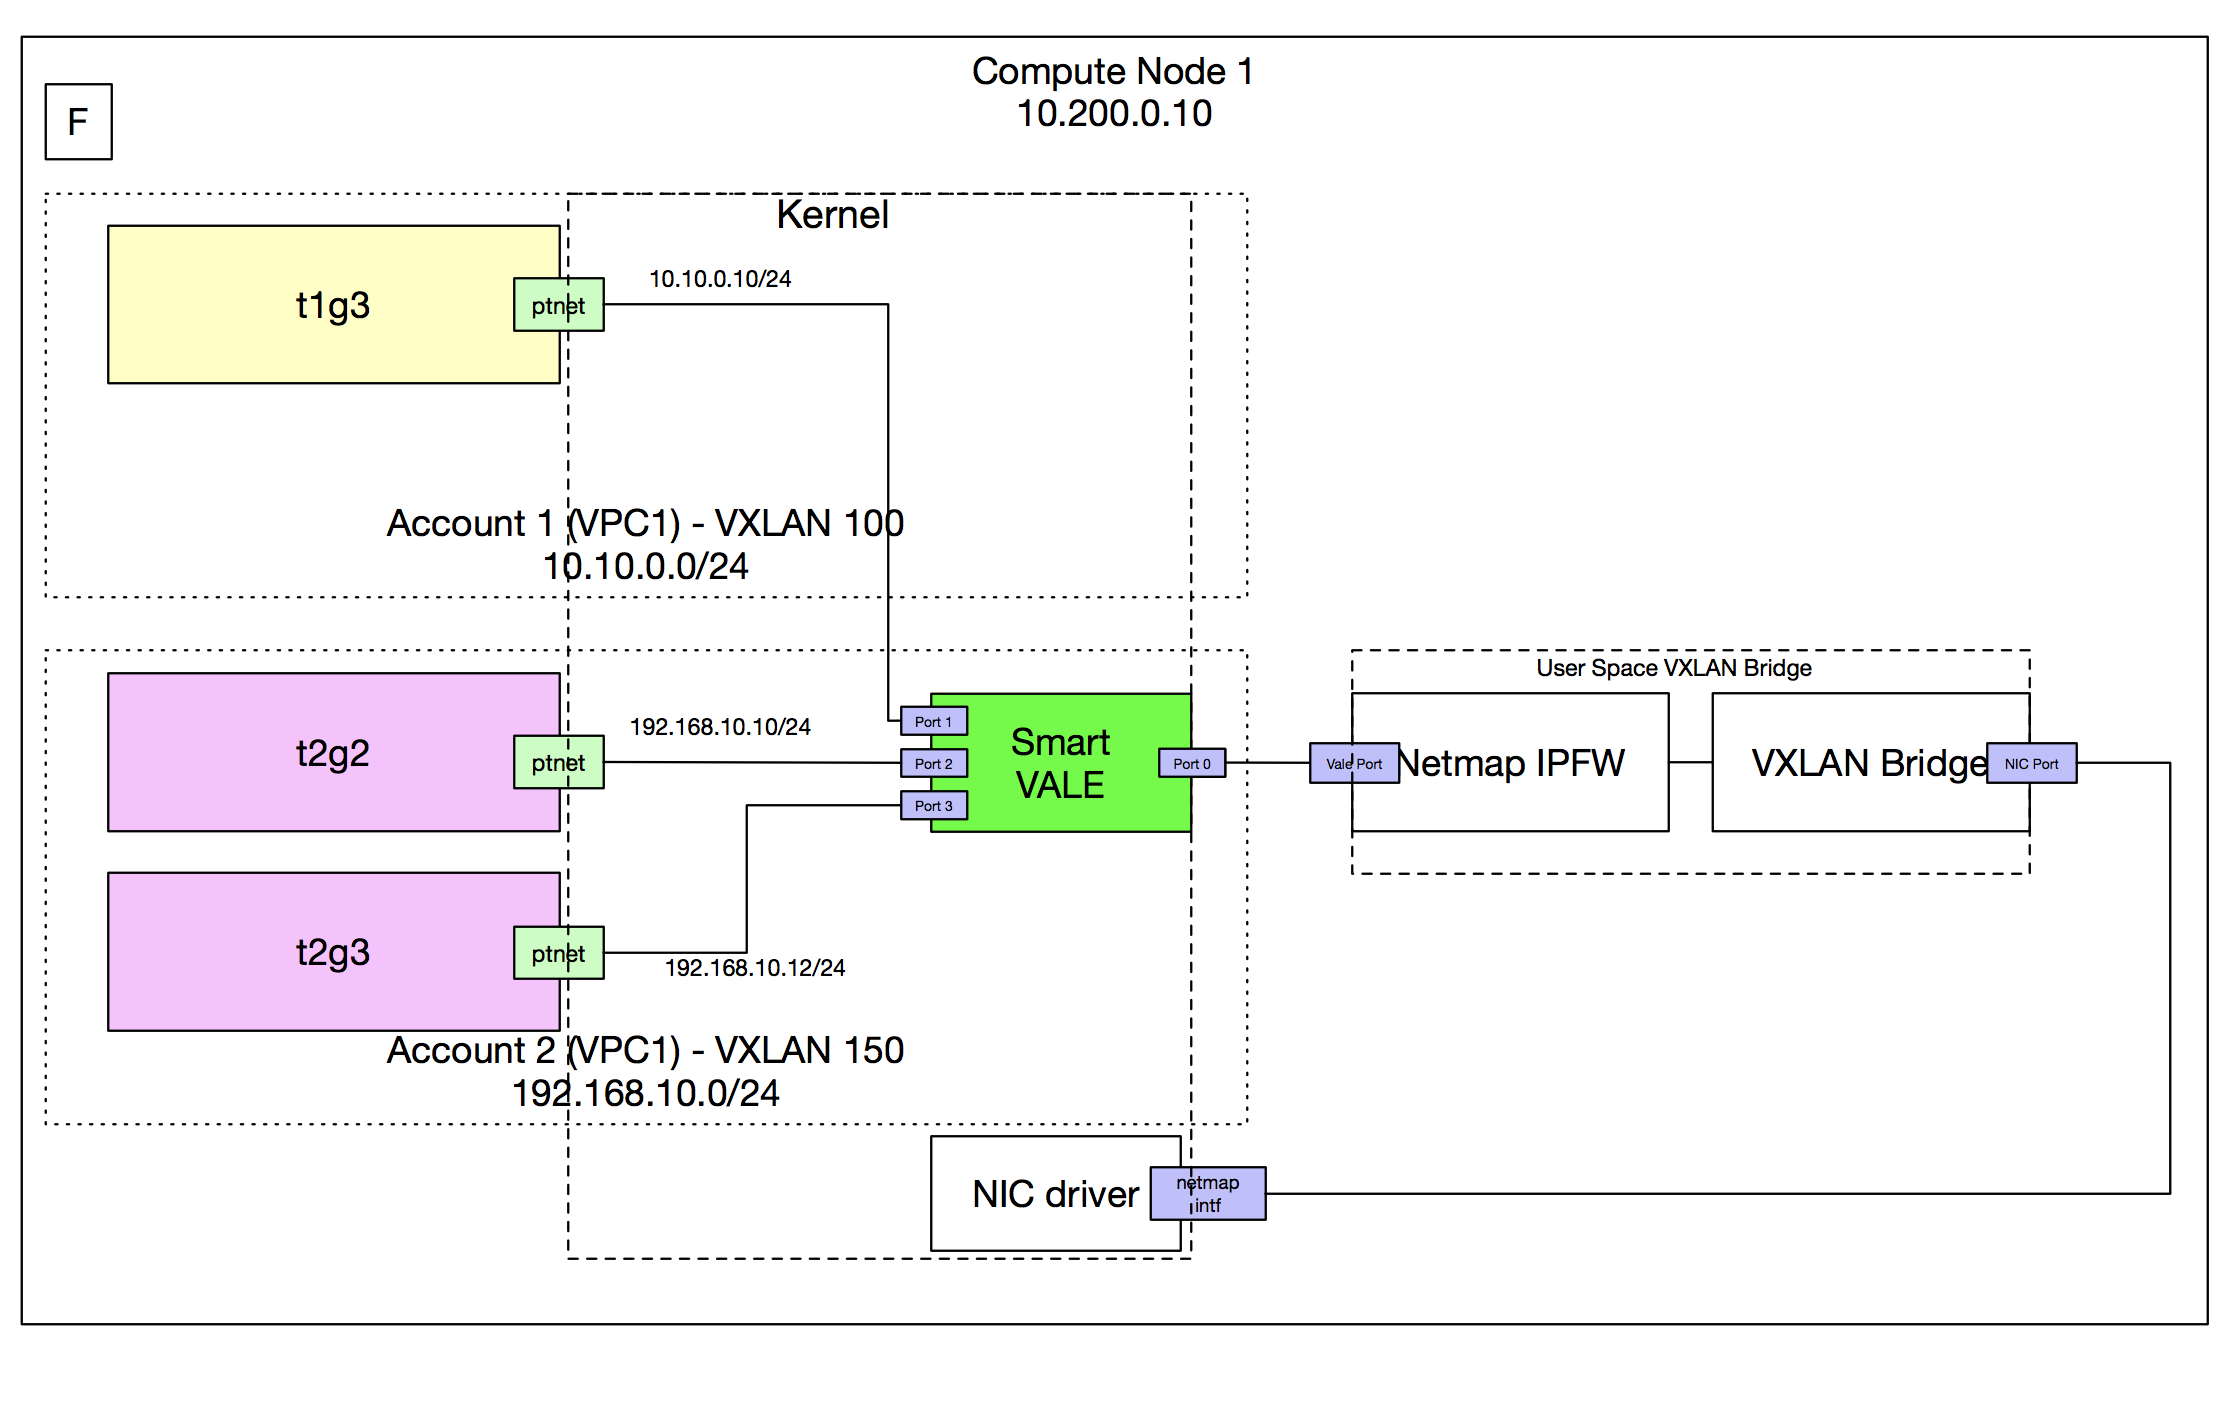 Compute Node 1
10.200.0.10
F
Kernel
t1g3
ptnet
10.10.0.10/24
Account 1 (VPC1) - VXLAN 100
10.10.0.0/24
t2g2
ptnet
192.168.10.10/24
Port 1
Port 2
Port 3
Smart
VALE
Port 0
User Space VXLAN Bridge
Vale Port
Netmap IPFW
VXLAN Bridge
NIC Port
t2g3
ptnet
192.168.10.12/24
Account 2 (VPC1) - VXLAN 150
192.168.10.0/24
NIC driver
netmap
intf